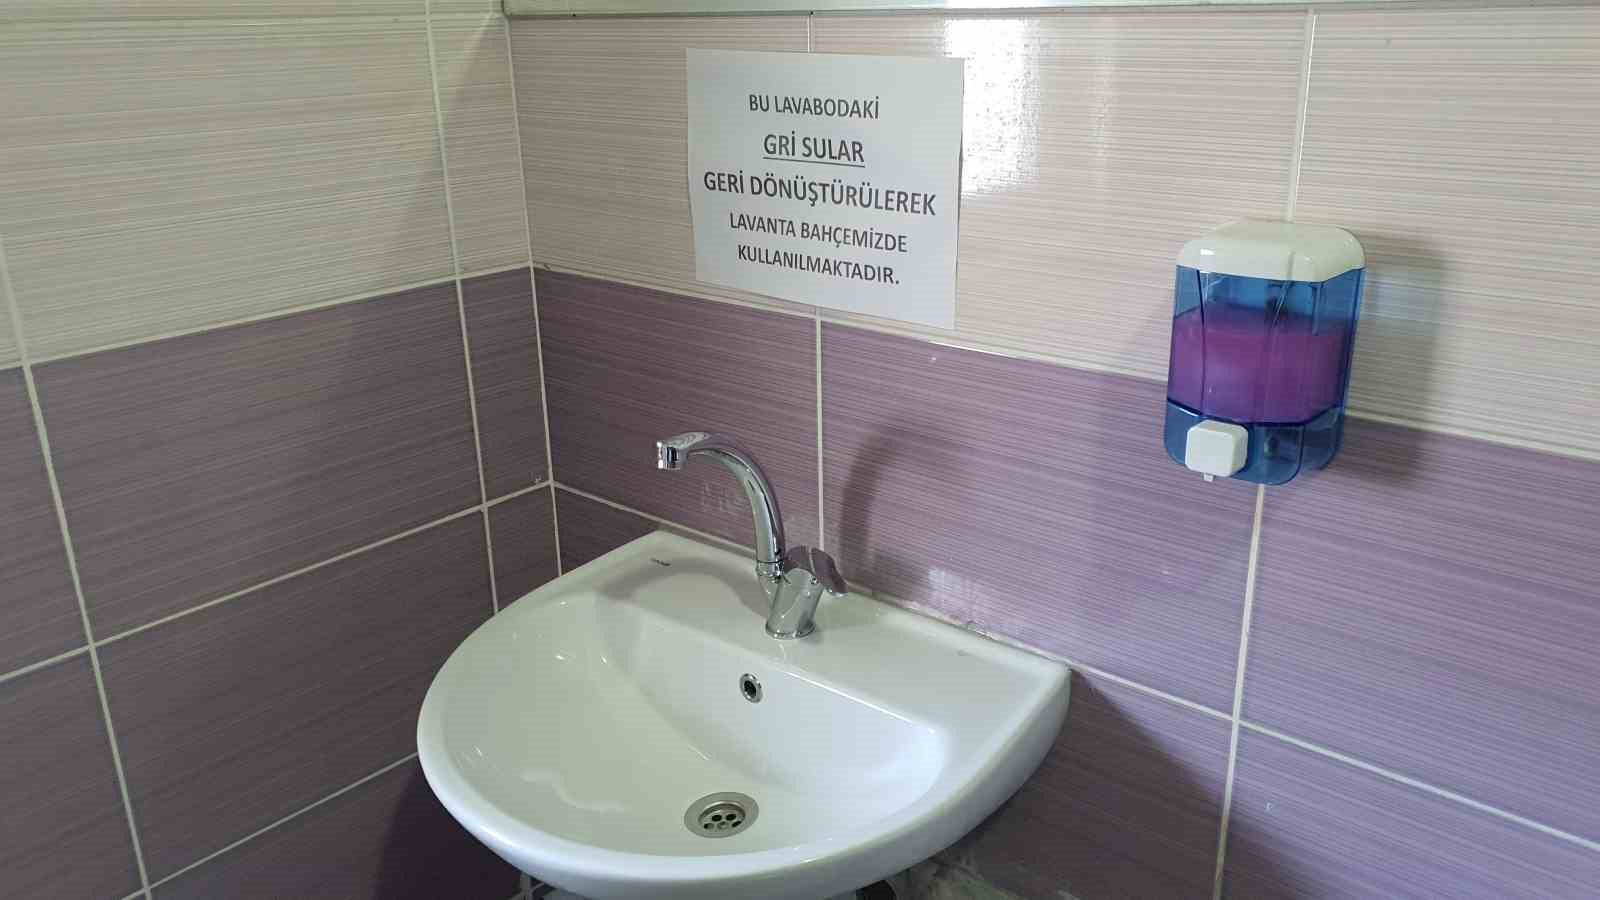 BU LAVABODAKİ
GRİ SULAR
GERİ DÖNÜŞTÜRÜLEREK
LAVANTA BAHÇEMİZDE
KULLANILMAKTADIR.